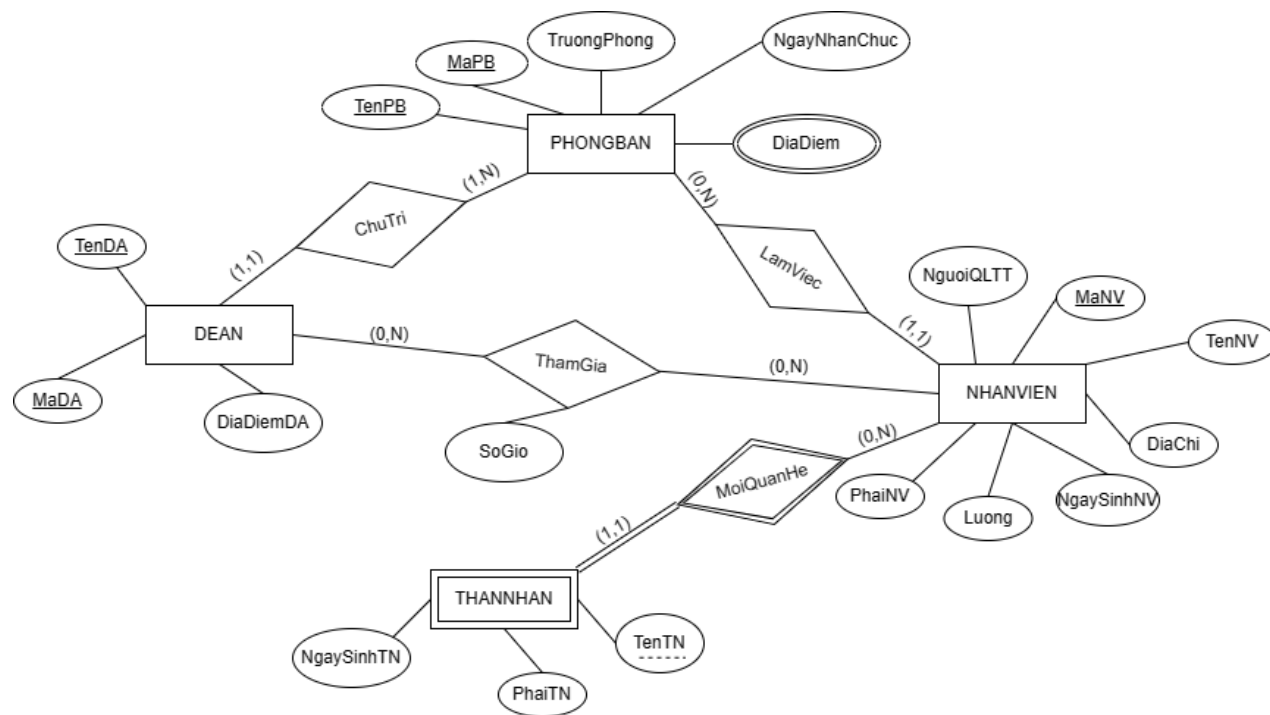 TruongPhong
NgayNhanChuc
MaPB
TenPB
PHONGBAN
DiaDiem
(1,N)
(0,N)
ChuTri
TenDA
(1,1)
LamViec
NguoiQLTT
MaNV
(1,1)
TenNV
DEAN
(0,N)
ThamGia
(0,N)
NHANVIEN
MaDA
DiaDiemDA
SoGio
(0,N)
DiaChi
MoiQuanHe
PhaiNV
Luong
NgaySinhNV
(1,1)
THANNHAN
TenTN
NgaySinhTN
PhaiTN